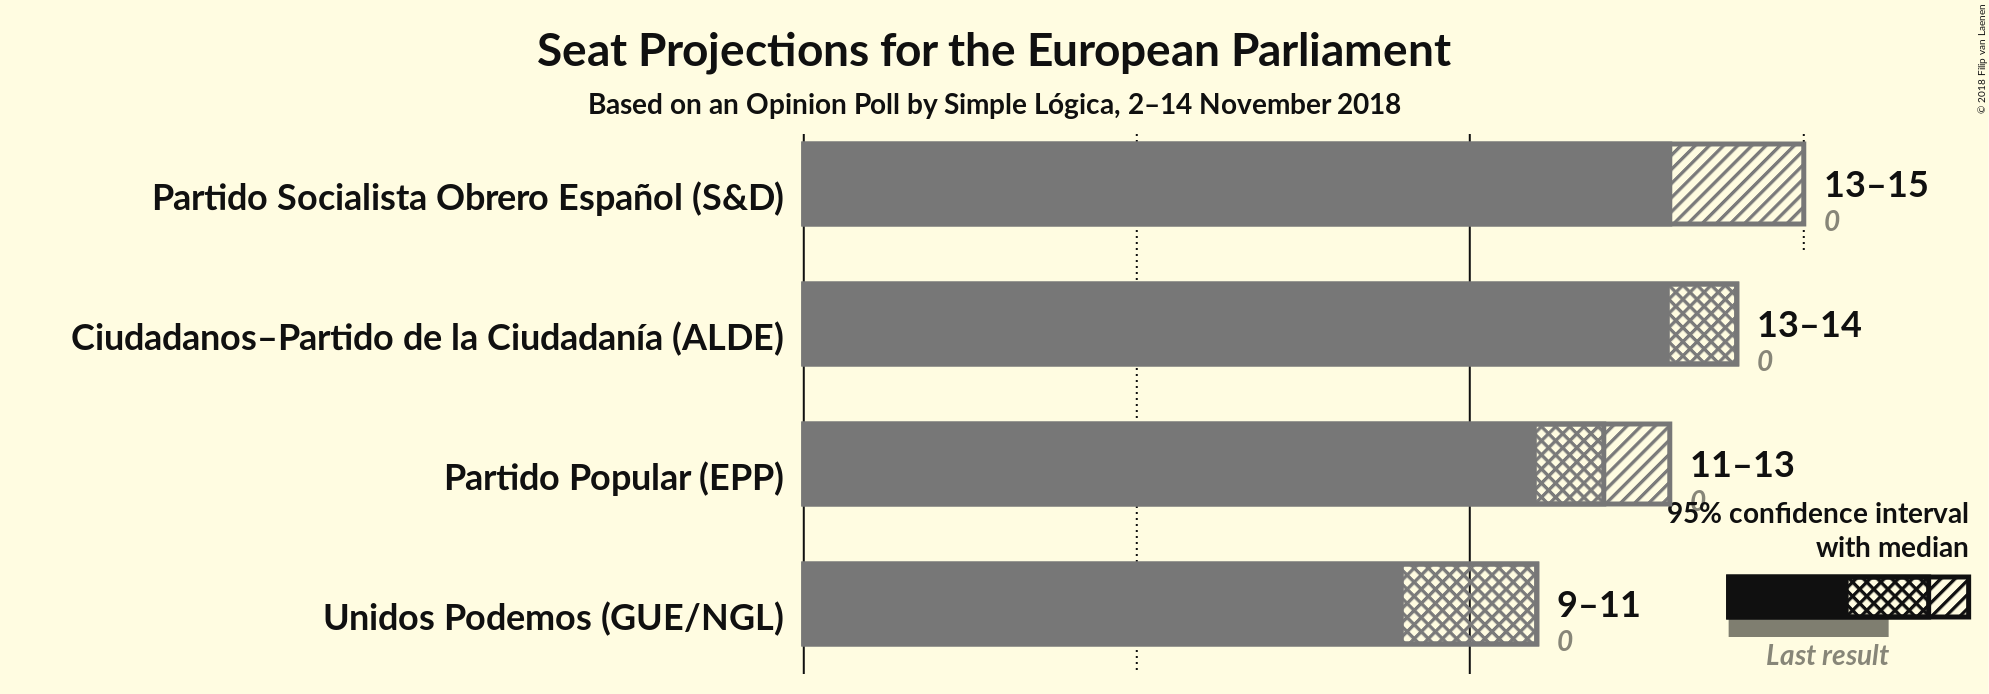 Seat Projections for the European Parliament
Based on an Opinion Poll by Simple Lógica, 2–14 November 2018
© 2018 Filip van Laenen
Partido Socialista Obrero Español (S&D)
13–15
0
Ciudadanos–Partido de la Ciudadanía (ALDE)
13–14
0
Partido Popular (EPP)
11–13
0
95% confidence interval
with median
Unidos Podemos (GUE/NGL)
9–11
0
Last result